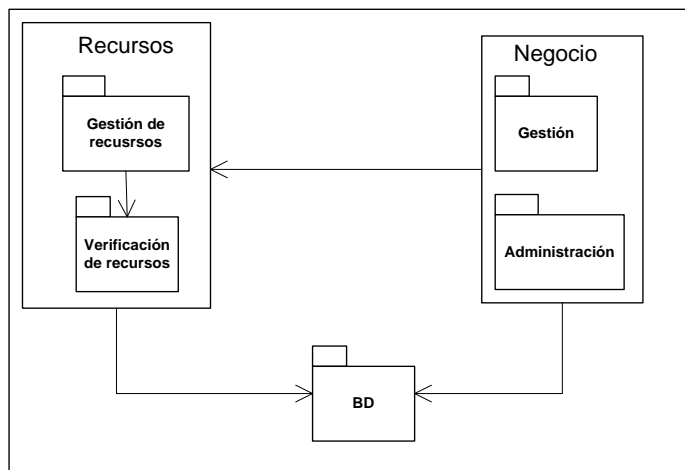 Recursos
Gestión de
recusrsos
Verificación
de recursos
Negocio
Gestión
Administración
BD